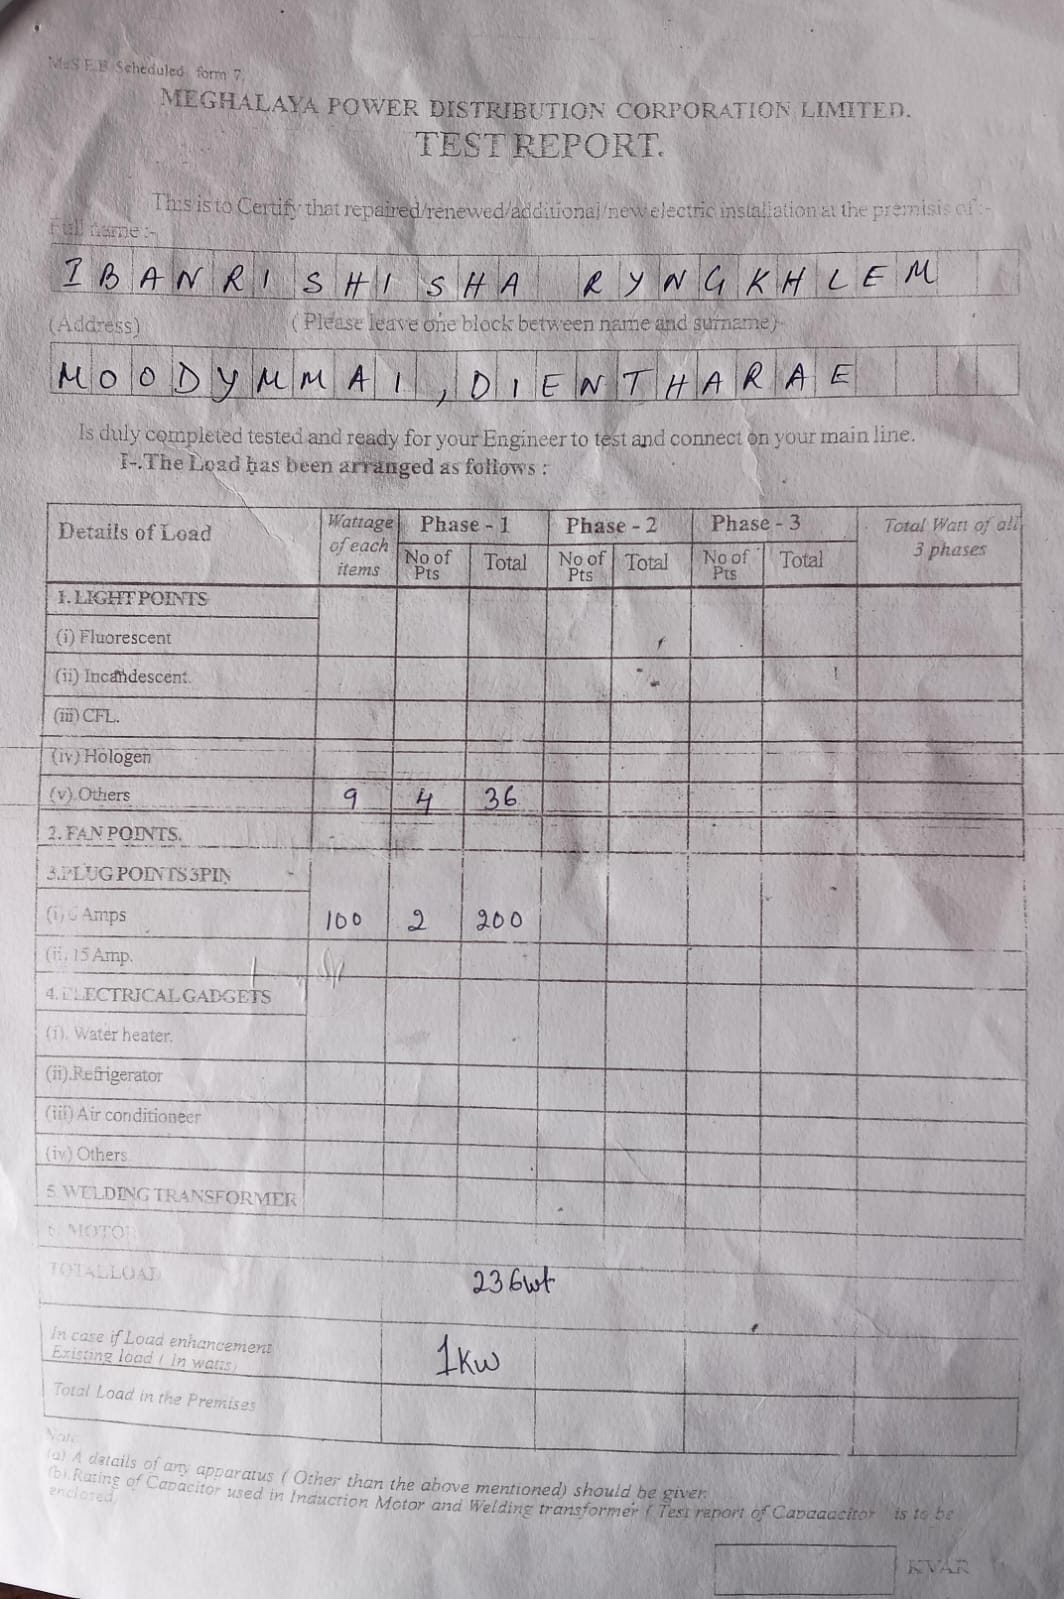 MeS E.B Scheduled form 7,
MEGHALAYA POWER DISTRIBUTION CORPORATION LIMITED.
TEST REPORT.
This is to Certify that repaired/renewed/additional/new electric installation at the premisis of:-
Full name :-
IBANRISHISHA RYNGKHLEM
(Address) ( Please leave one block between name and surname)-
MOODYMMAI, DIENTHARAE
Is duly completed tested and ready for your Engineer to test and connect on your main line.
I-.The Load has been arranged as follows :
Details of Load Wattage of each items Phase - 1 Phase - 2 Phase - 3 Total Watt of all 3 phases
No of Pts Total No of Pts Total No of Pts Total
1. LIGHT POINTS
(i) Fluorescent
(ii) Incandescent.
(iii) CFL.
(iv) Hologen
(v).Others 9 4 36
2. FAN POINTS.
3.PLUG POINTS 3PIN
(i) 6 Amps 100 2 200
(ii. 15 Amp.
4. ELECTRICAL GADGETS
(i). Water heater.
(ii).Refrigerator
(iii) Air conditioneer
(iv) Others
5 WELDING TRANSFORMER
6. MOTOR
TOTAL LOAD 236wt
In case if Load enhancement
Existing load ( In watts) 1KW
Total Load in the Premises
Note
(a) A details of any apparatus ( Other than the above mentioned) should be given
(b).Rating of Capacitor used in Induction Motor and Welding transformer ( Test report of Capaaacitor is to be
enclosed)
KVAR